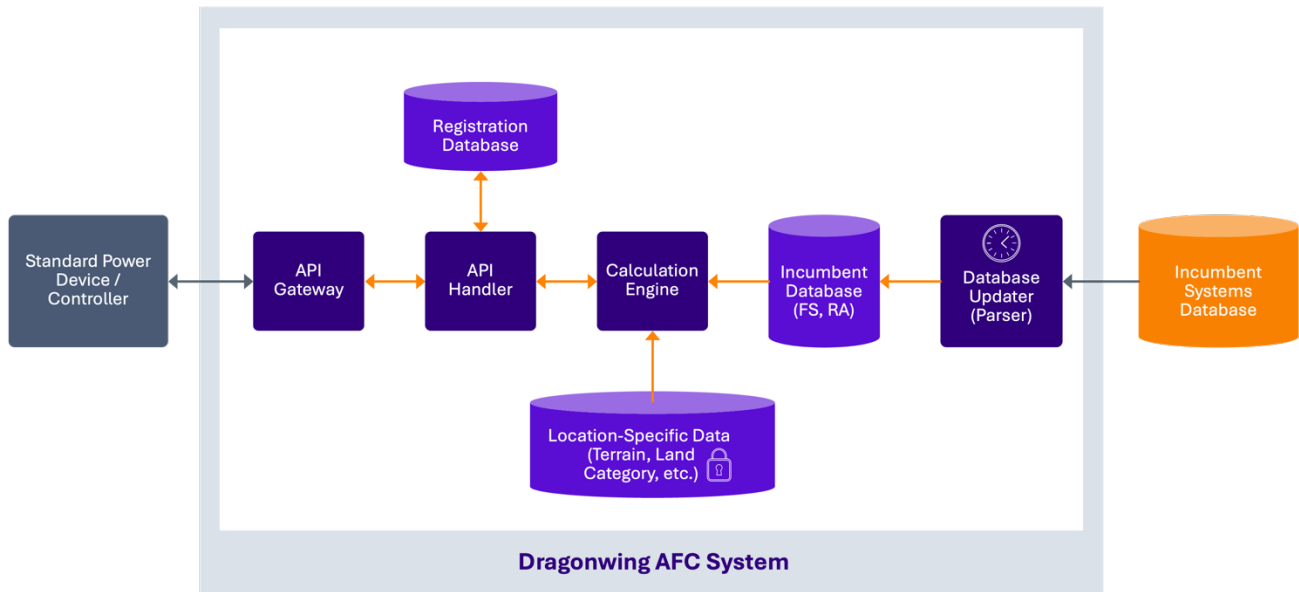 Registration
Database
Standard Power
Device /
Controller
API
Gateway
API
Handler
Calculation
Engine
Incumbent
Database
(FS, RA)
Database
Updater
(Parser)
Incumbent
Systems
Database
Location-Specific Data
(Terrain, Land
Category, etc.)
Dragonwing AFC System